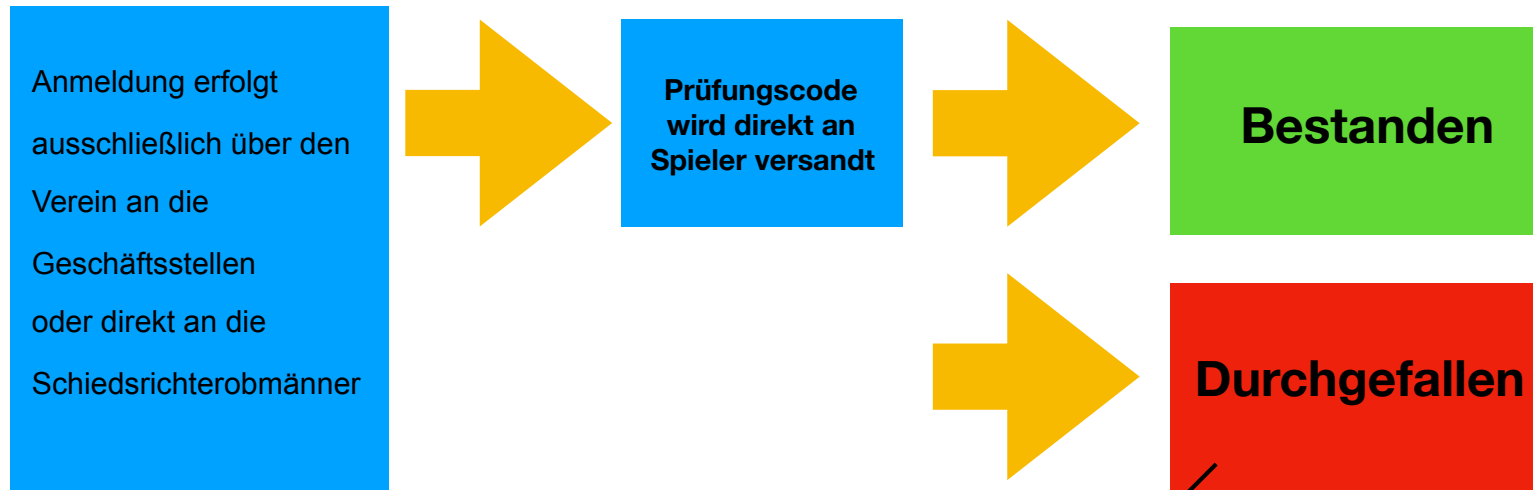 Anmeldung erfolgt
ausschließlich über den
Verein an die
Geschäftsstellen
oder direkt an die
Schiedsrichterobmänner
Prüfungscode
wird direkt an
Spieler versandt
Bestanden
Durchgefallen